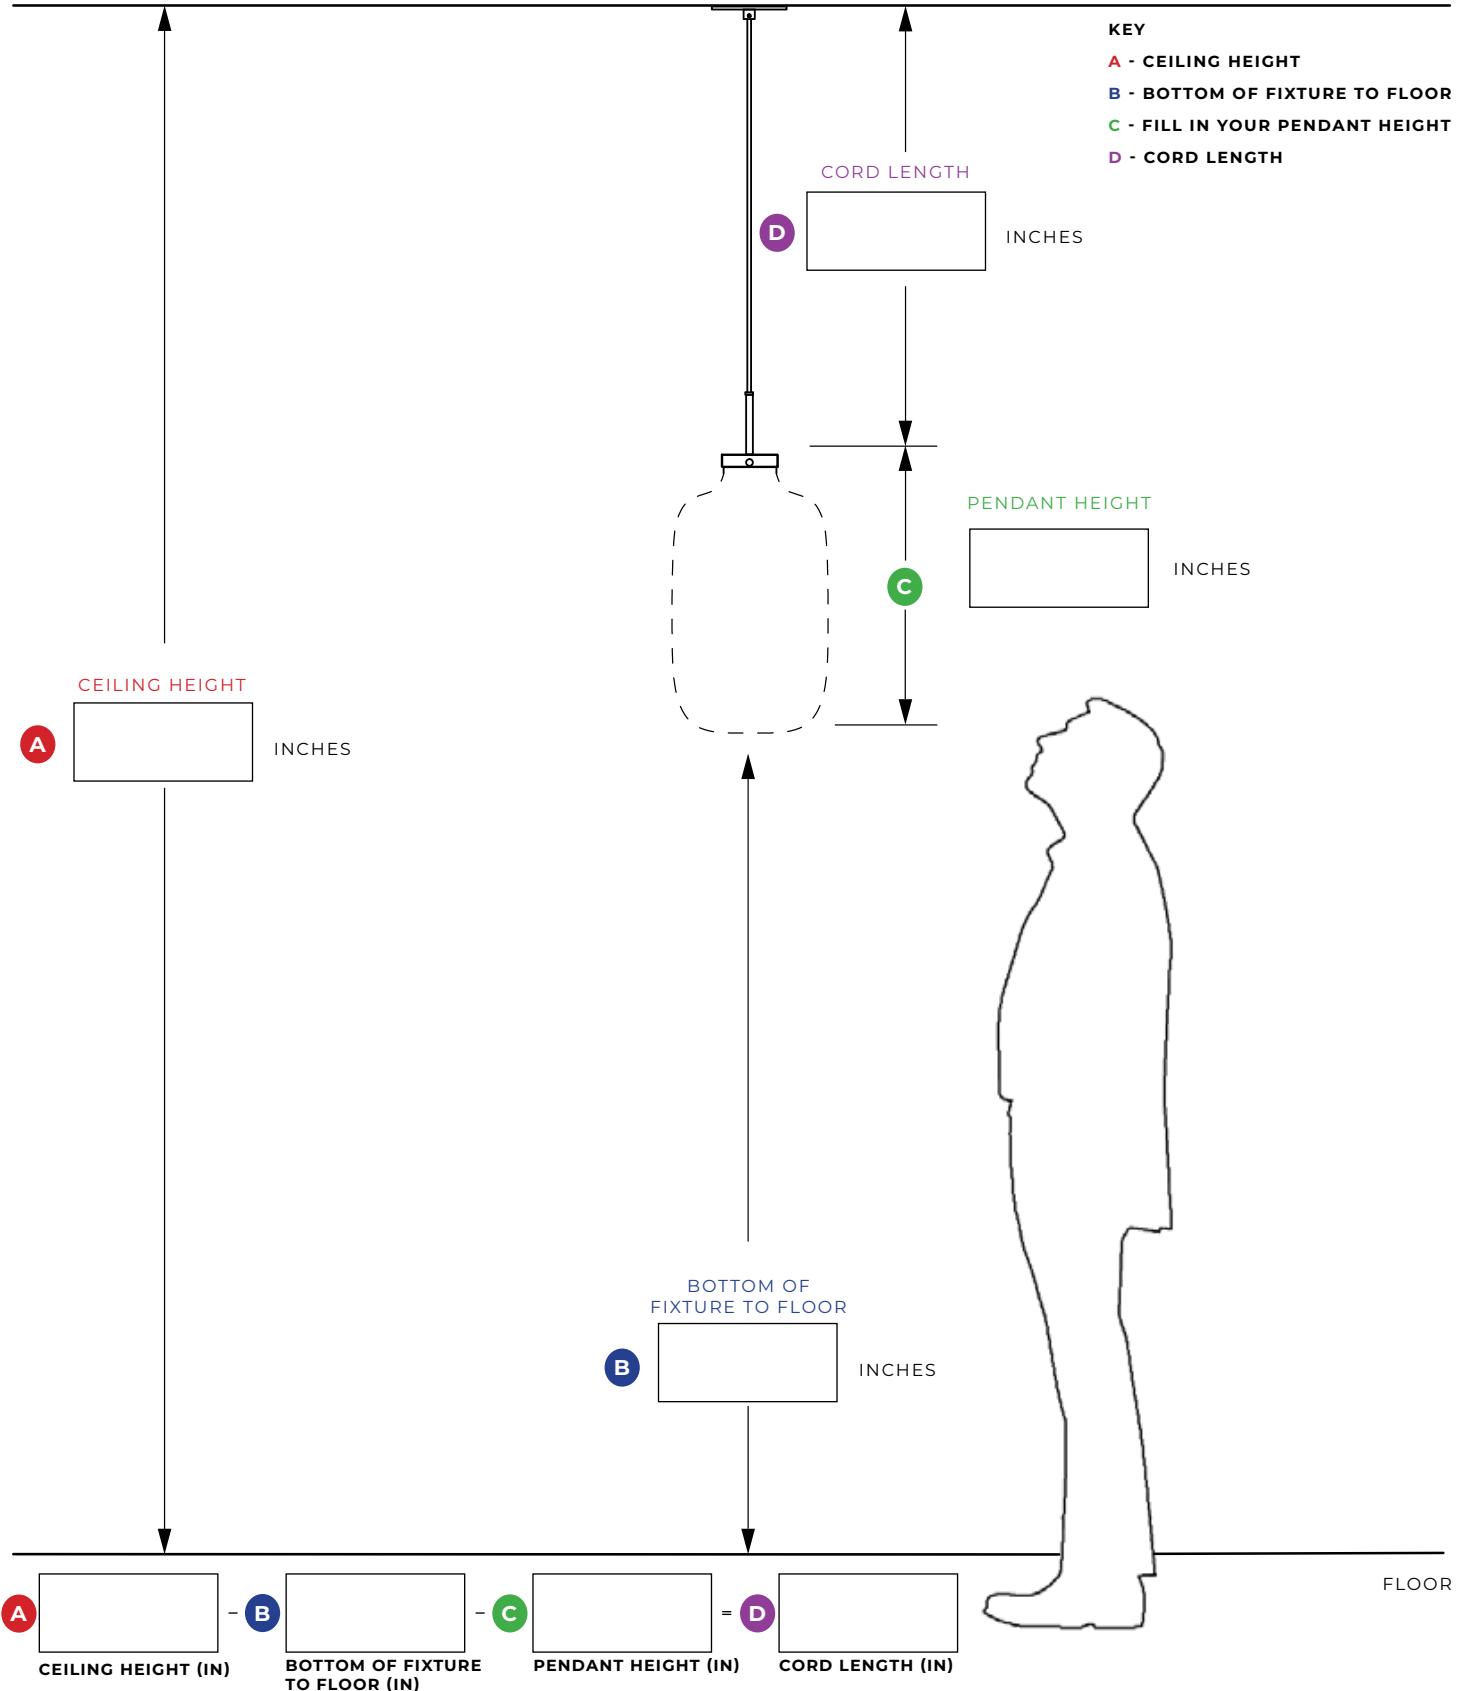 KEY
A - CEILING HEIGHT
B - BOTTOM OF FIXTURE TO FLOOR
C - FILL IN YOUR PENDANT HEIGHT
D - CORD LENGTH
CORD LENGTH
D
INCHES
PENDANT HEIGHT
C
INCHES
CEILING HEIGHT
A
INCHES
BOTTOM OF
FIXTURE TO FLOOR
B
INCHES
FLOOR
A - B - C = D
CEILING HEIGHT (IN)
BOTTOM OF FIXTURE
TO FLOOR (IN)
PENDANT HEIGHT (IN)
CORD LENGTH (IN)